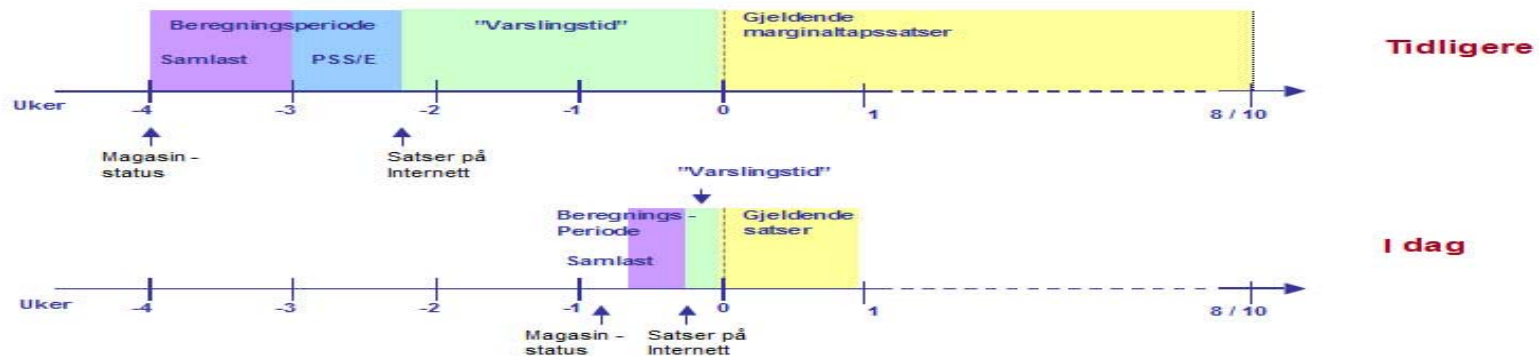 Beregningsperiode
"Varslingstid"
Gjeldende
marginaltapssatser
Samlast
PSS/E
Tidligere
Uker
-4
-3
-2
-1
0
1
8 / 10
Magasin -
status
Satser på
Internett
"Varslingstid"
Beregnings -
Periode
Gjeldende
satser
Samlast
I dag
Uker
-4
-3
-2
-1
0
1
8 / 10
Magasin -
status
Satser på
Internett